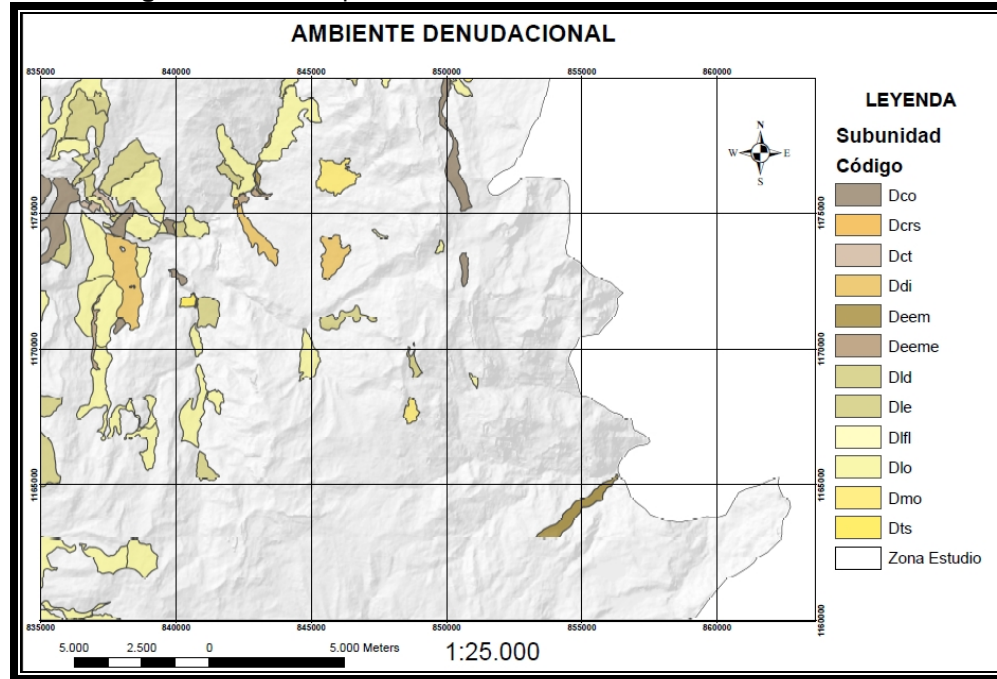 AMBIENTE DENUDACIONAL
835000 840000 845000 850000 855000 860000
LEYENDA
Subunidad
Código
Dco
Dcrs
Dct
Ddi
Deem
Deeme
Dld
Dle
Dlfl
Dlo
Dmo
Dts
Zona Estudio
N
W E
S
1175000 1175000
1170000 1170000
1165000 1165000
1160000
835000 840000 845000 850000 855000 860000
5.000 2.500 0 5.000 Meters
1:25.000